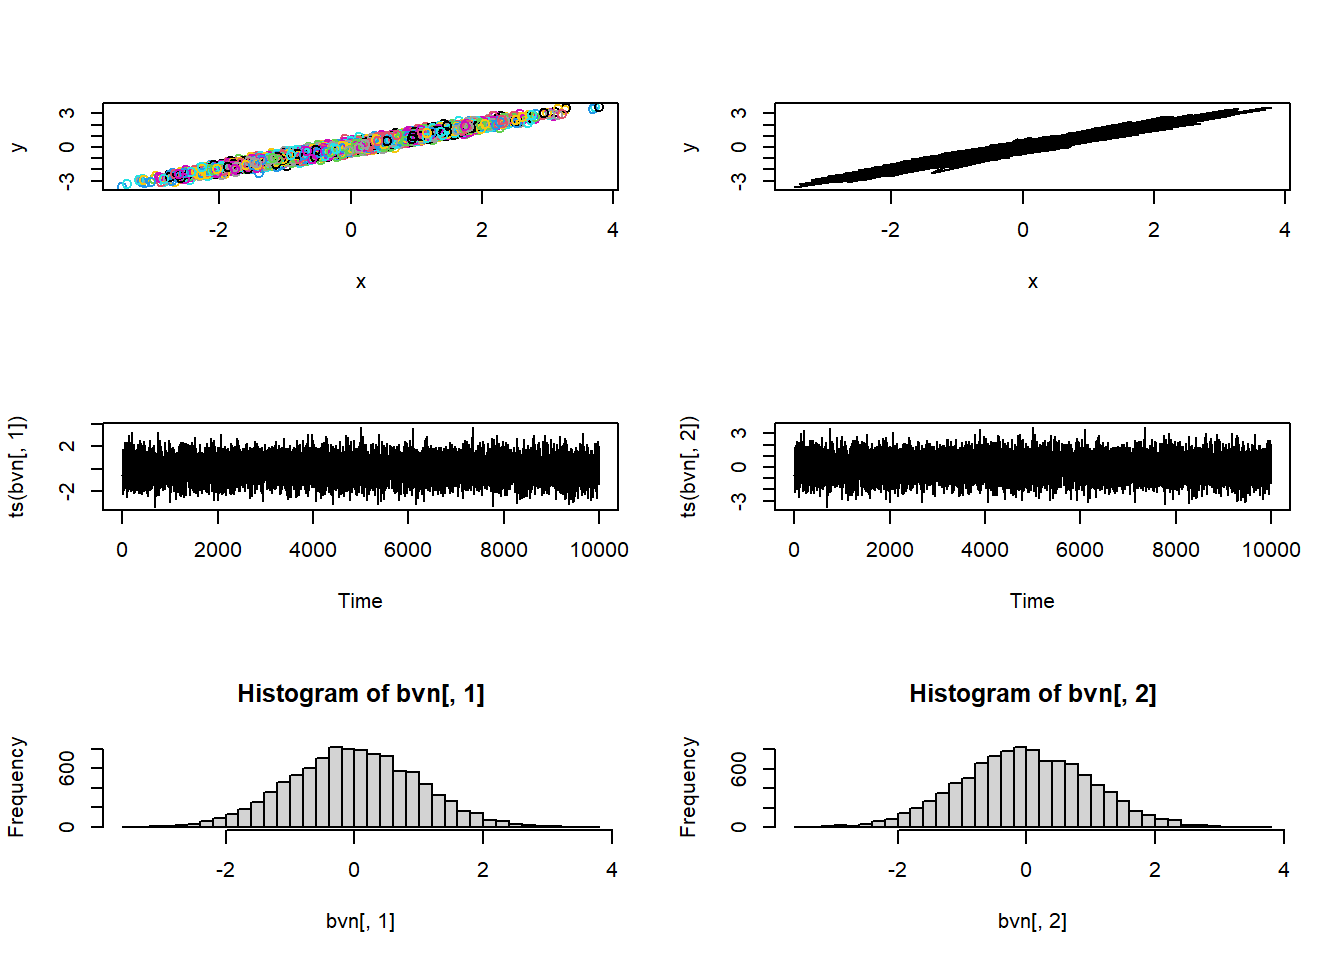 y
3
0
-3
-2 0 2 4
x
y
3
0
-3
-2 0 2 4
x
ts(bvn[, 1])
2
-2
0 2000 4000 6000 8000 10000
Time
ts(bvn[, 2])
3
0
-3
0 2000 4000 6000 8000 10000
Time
Histogram of bvn[, 1]
Frequency
600
0
-2 0 2 4
bvn[, 1]
Histogram of bvn[, 2]
Frequency
600
0
-2 0 2 4
bvn[, 2]